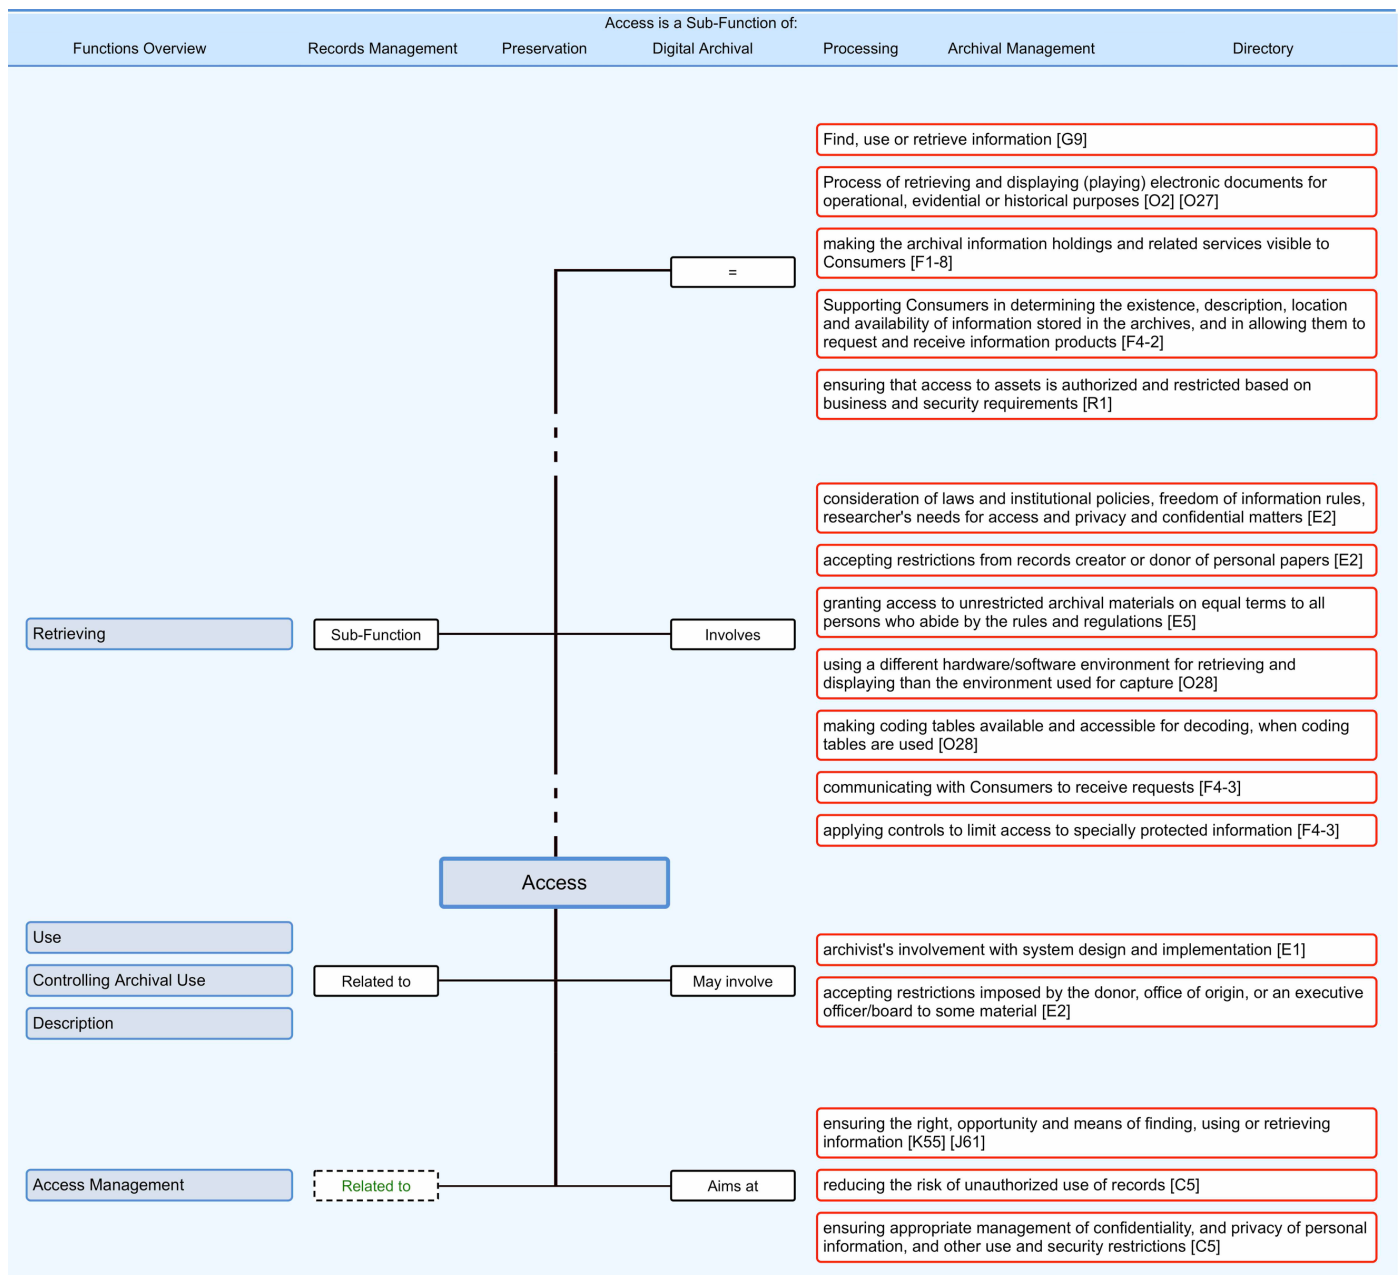 Access is a Sub-Function of:
Functions Overview
Records Management
Preservation
Digital Archival
Processing
Archival Management
Directory
Find, use or retrieve information [G9]
Process of retrieving and displaying (playing) electronic documents for
operational, evidential or historical purposes [O2] [O27]
making the archival information holdings and related services visible to
Consumers [F1-8]
=
Supporting Consumers in determining the existence, description, location
and availability of information stored in the archives, and in allowing them to
request and receive information products [F4-2]
ensuring that access to assets is authorized and restricted based on
business and security requirements [R1]
Retrieving
Sub-Function
Involves
consideration of laws and institutional policies, freedom of information rules,
researcher's needs for access and privacy and confidential matters [E2]
accepting restrictions from records creator or donor of personal papers [E2]
granting access to unrestricted archival materials on equal terms to all
persons who abide by the rules and regulations [E5]
using a different hardware/software environment for retrieving and
displaying than the environment used for capture [O28]
making coding tables available and accessible for decoding, when coding
tables are used [O28]
communicating with Consumers to receive requests [F4-3]
applying controls to limit access to specially protected information [F4-3]
Access
Use
Controlling Archival Use
Description
Related to
May involve
archivist's involvement with system design and implementation [E1]
accepting restrictions imposed by the donor, office of origin, or an executive
officer/board to some material [E2]
Access Management
Related to
Aims at
ensuring the right, opportunity and means of finding, using or retrieving
information [K55] [J61]
reducing the risk of unauthorized use of records [C5]
ensuring appropriate management of confidentiality, and privacy of personal
information, and other use and security restrictions [C5]